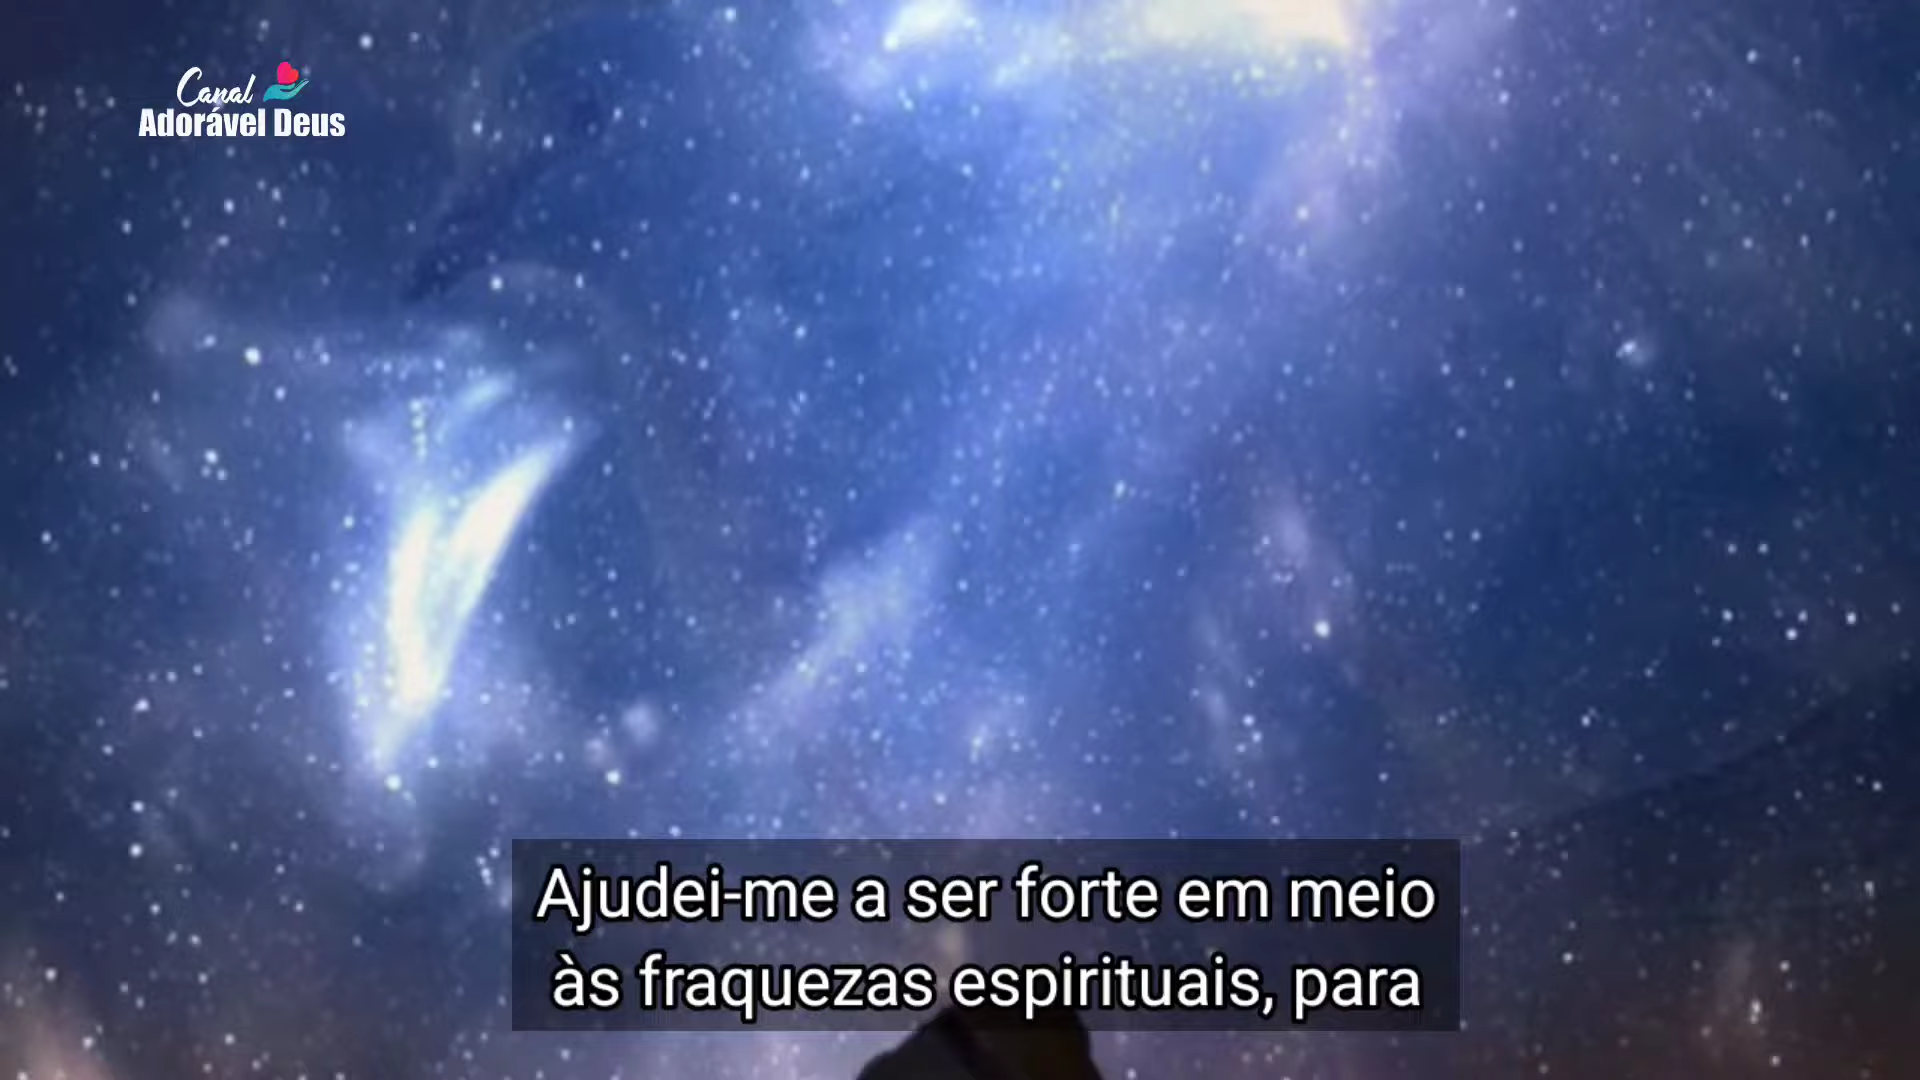 Canal
Adorável Deus
Ajudei-me a ser forte em meio
às fraquezas espirituais, para